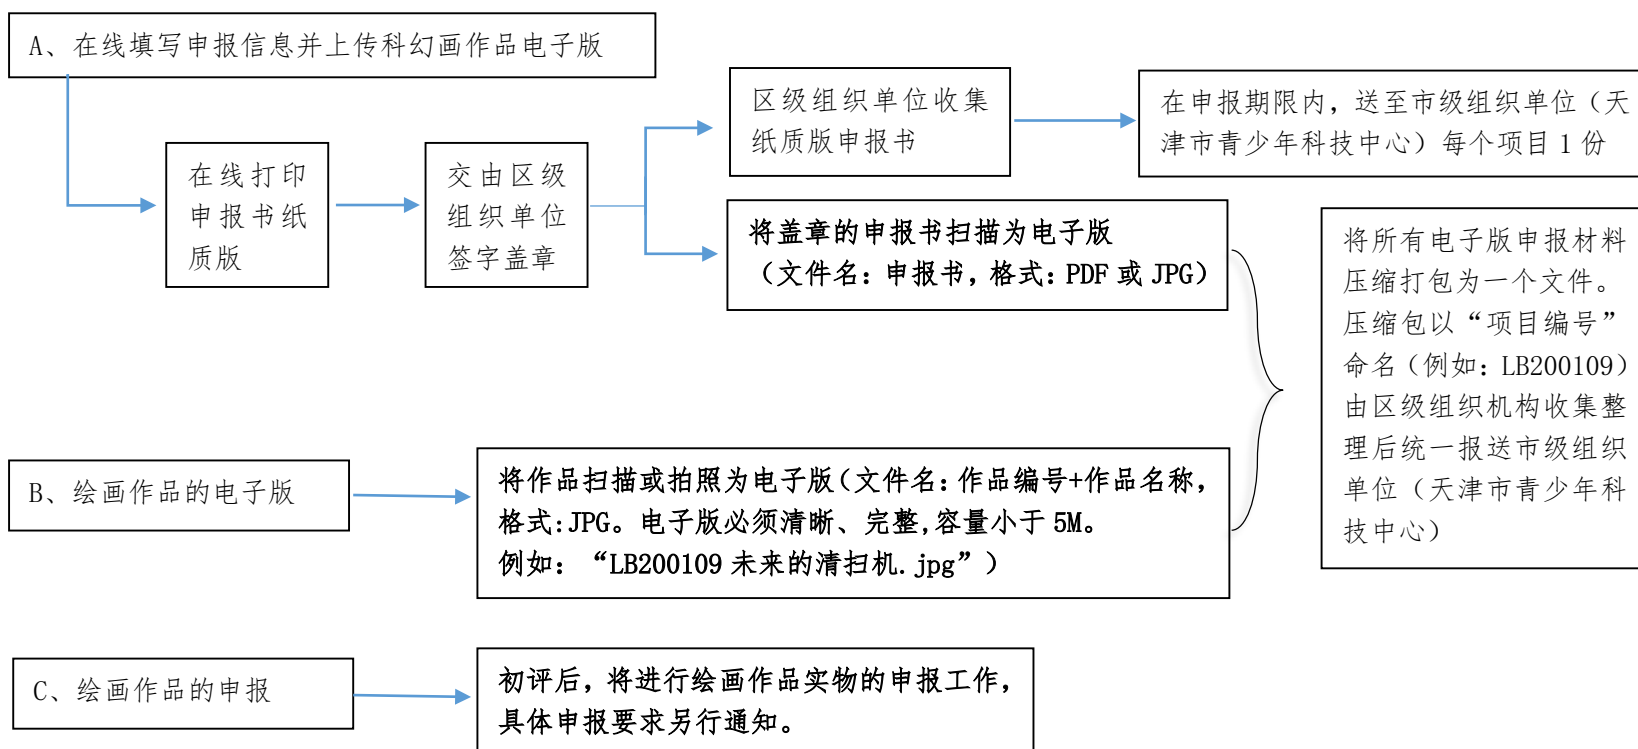 A、在线填写申报信息并上传科幻画作品电子版
在线打印
申报书纸
质版
交由区级
组织单位
签字盖章
区级组织单位收集
纸质版申报书
在申报期限内，送至市级组织单位（天
津市青少年科技中心）每个项目 1 份
将盖章的申报书扫描为电子版
（文件名：申报书，格式：PDF 或 JPG）
将所有电子版申报材料
压缩打包为一个文件。
压缩包以“项目编号”
命名（例如：LB200109）
由区级组织机构收集整
理后统一报送市级组织
单位（天津市青少年科
技中心）
B、绘画作品的电子版
将作品扫描或拍照为电子版（文件名：作品编号+作品名称，
格式:JPG。电子版必须清晰、完整,容量小于 5M。
例如：“LB200109 未来的清扫机.jpg”）
C、绘画作品的申报
初评后，将进行绘画作品实物的申报工作，
具体申报要求另行通知。